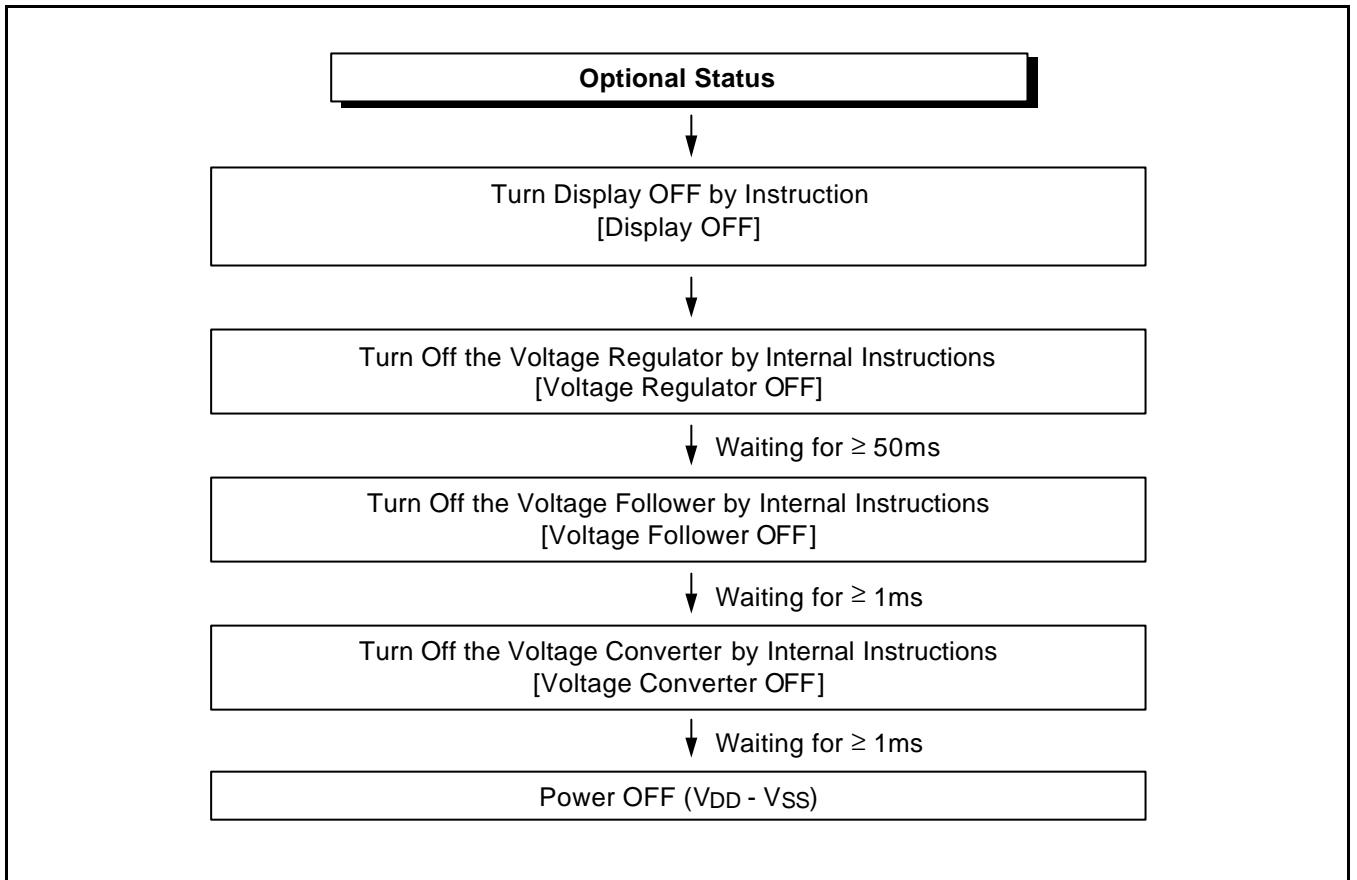 Optional Status
Turn Display OFF by Instruction
[Display OFF]
Turn Off the Voltage Regulator by Internal Instructions
[Voltage Regulator OFF]
Waiting for ≥ 50ms
Turn Off the Voltage Follower by Internal Instructions
[Voltage Follower OFF]
Waiting for ≥ 1ms
Turn Off the Voltage Converter by Internal Instructions
[Voltage Converter OFF]
Waiting for ≥ 1ms
Power OFF (VDD - VSS)